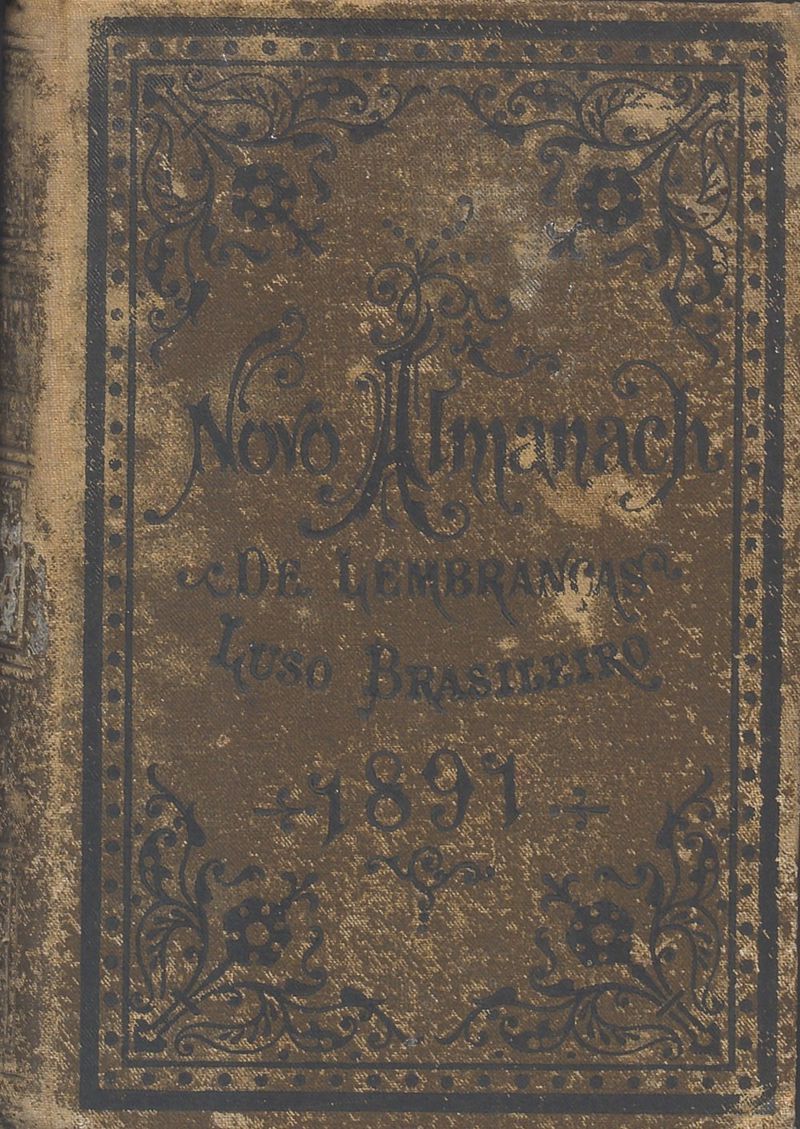 Novo Almanach
DE LEMBRANÇAS
LUSO BRASILEIRO
1891